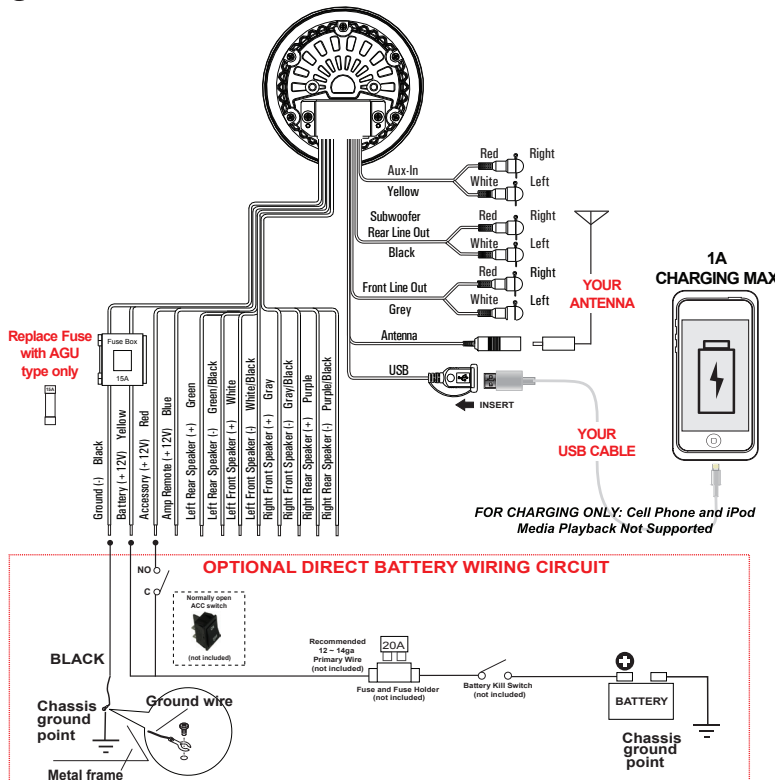 Aux-In
Yellow
Red
Right
White
Left
Subwoofer
Rear Line Out
Black
Red
Right
White
Left
Front Line Out
Grey
Red
Right
White
Left
Antenna
USB
INSERT
YOUR
ANTENNA
YOUR
USB CABLE
1A
CHARGING MAX
FOR CHARGING ONLY: Cell Phone and iPod
Media Playback Not Supported
Replace Fuse
with AGU
type only
15A
Fuse Box
15A
Ground (-) Black
Battery (+ 12V) Yellow
Accessory (+ 12V) Red
Amp Remote (+ 12V) Blue
Left Rear Speaker (+) Green
Left Rear Speaker (-) Green/Black
Left Front Speaker (+) White
Left Front Speaker (-) White/Black
Right Front Speaker (+) Gray
Right Front Speaker (-) Gray/Black
Right Rear Speaker (+) Purple
Right Rear Speaker (-) Purple/Black
OPTIONAL DIRECT BATTERY WIRING CIRCUIT
NO
C
Normally open
ACC switch
(not included)
BLACK
Chassis
ground
point
Ground wire
Metal frame
Recommended
12 ~ 14ga
Primary Wire
(not included)
20A
Fuse and Fuse Holder
(not included)
Battery Kill Switch
(not included)
BATTERY
Chassis
ground
point